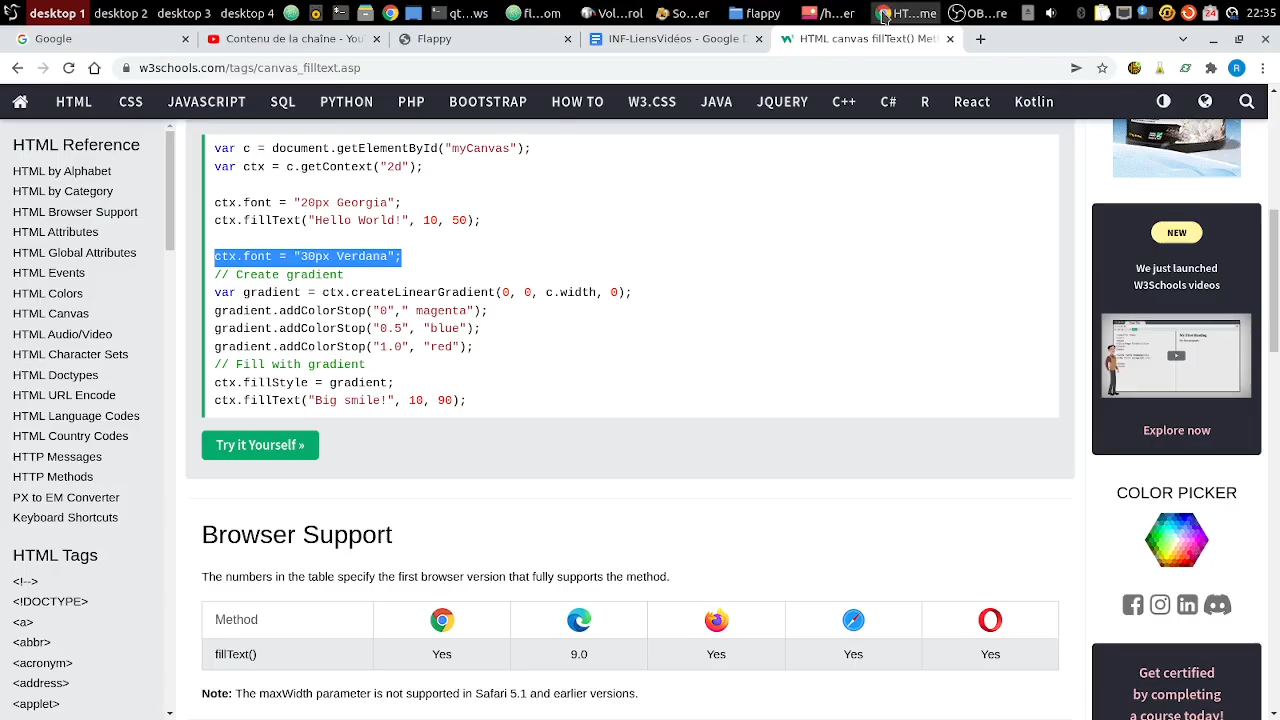 desktop 1 desktop 2 desktop 3 desktop 4 qt...ws fl...om Vol...rol So...er flappy /h...er HT...me OB...re 24 22:35
Google Contenu de la chaîne - YouT Flappy INF-LiensVidéos - Google D HTML canvas fillText() Met
w3schools.com/tags/canvas_filltext.asp R
HTML CSS JAVASCRIPT SQL PYTHON PHP BOOTSTRAP HOW TO W3.CSS JAVA JQUERY C++ C# R React Kotlin
HTML Reference
HTML by Alphabet
HTML by Category
HTML Browser Support
HTML Attributes
HTML Global Attributes
HTML Events
HTML Colors
HTML Canvas
HTML Audio/Video
HTML Character Sets
HTML Doctypes
HTML URL Encode
HTML Language Codes
HTML Country Codes
HTTP Messages
HTTP Methods
PX to EM Converter
Keyboard Shortcuts
HTML Tags
<!-->
<!DOCTYPE>
<a>
<abbr>
<acronym>
<address>
<applet>
var c = document.getElementById("myCanvas");
var ctx = c.getContext("2d");
ctx.font = "20px Georgia";
ctx.fillText("Hello World!", 10, 50);
ctx.font = "30px Verdana";
// Create gradient
var gradient = ctx.createLinearGradient(0, 0, c.width, 0);
gradient.addColorStop("0"," magenta");
gradient.addColorStop("0.5", "blue");
gradient.addColorStop("1.0", "red");
// Fill with gradient
ctx.fillStyle = gradient;
ctx.fillText("Big smile!", 10, 90);
Try it Yourself »
Browser Support
The numbers in the table specify the first browser version that fully supports the method.
Method
fillText() Yes 9.0 Yes Yes Yes
Note: The maxWidth parameter is not supported in Safari 5.1 and earlier versions.
NEW
We just launched
W3Schools videos
Explore now
COLOR PICKER
Get certified
by completing
a course today!